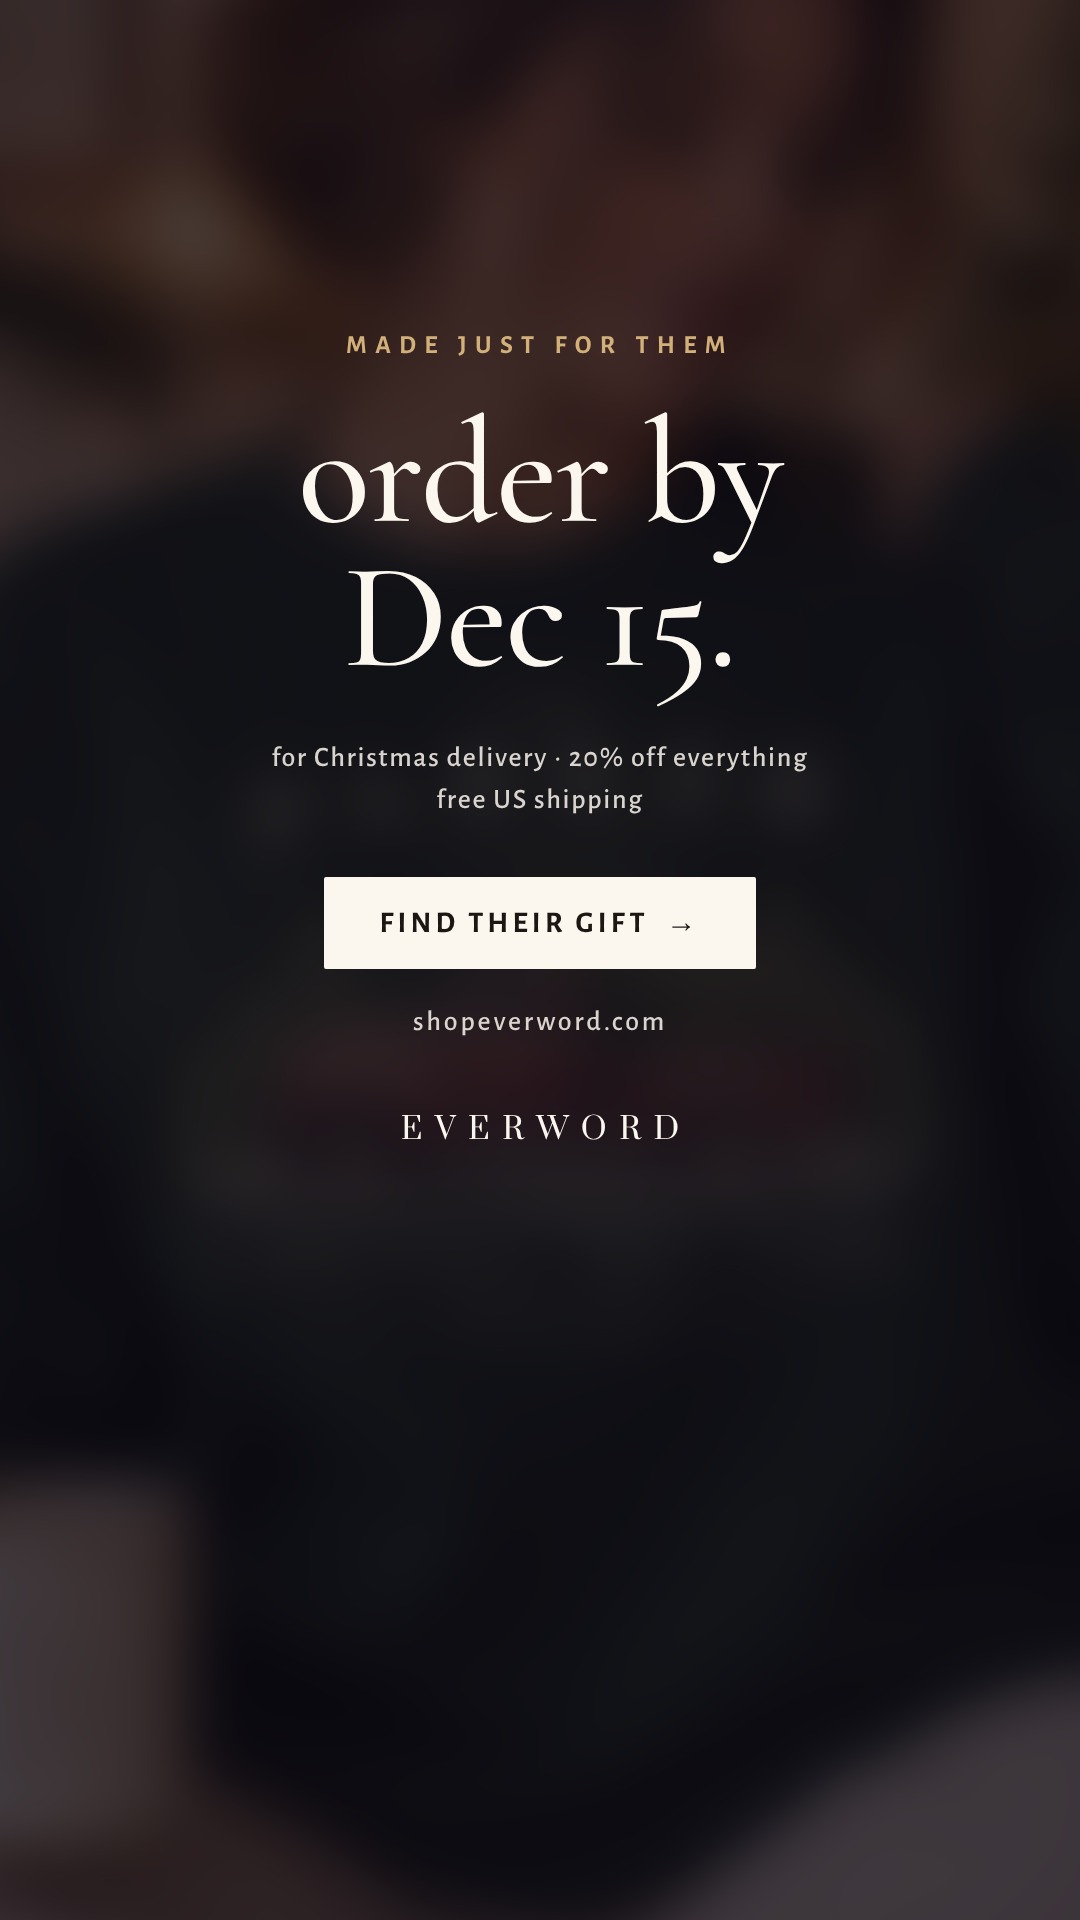 MADE JUST FOR THEM
order by
Dec 15.
for Christmas delivery · 20% off everything
free US shipping
FIND THEIR GIFT →
shopeverword.com
EVERWORD